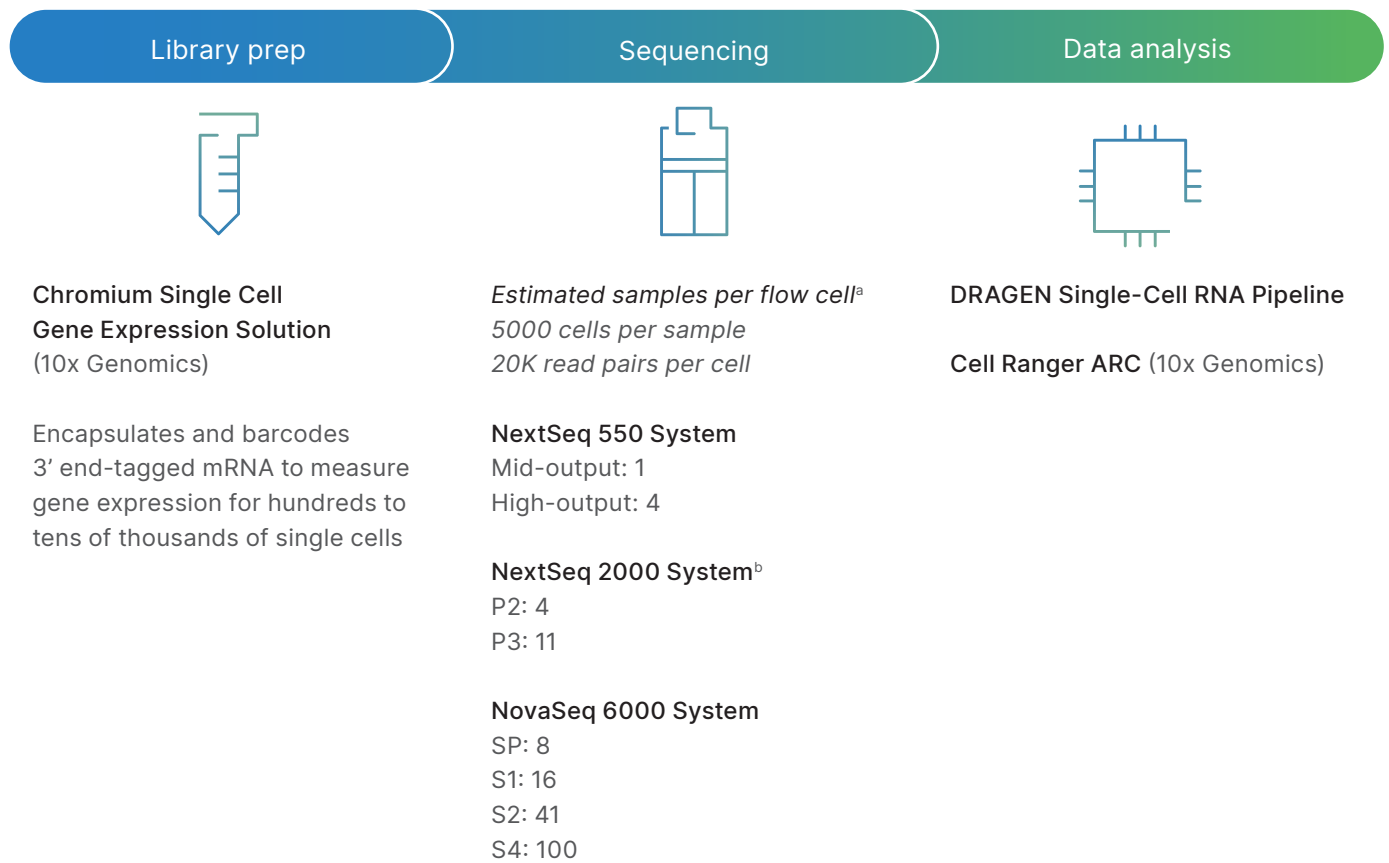 Library prep
Sequencing
Data analysis
Chromium Single Cell
Gene Expression Solution
(10x Genomics)
Encapsulates and barcodes
3’ end-tagged mRNA to measure
gene expression for hundreds to
tens of thousands of single cells
Estimated samples per flow cellᵃ
5000 cells per sample
20K read pairs per cell
NextSeq 550 System
Mid-output: 1
High-output: 4
NextSeq 2000 Systemᵇ
P2: 4
P3: 11
NovaSeq 6000 System
SP: 8
S1: 16
S2: 41
S4: 100
DRAGEN Single-Cell RNA Pipeline
Cell Ranger ARC (10x Genomics)